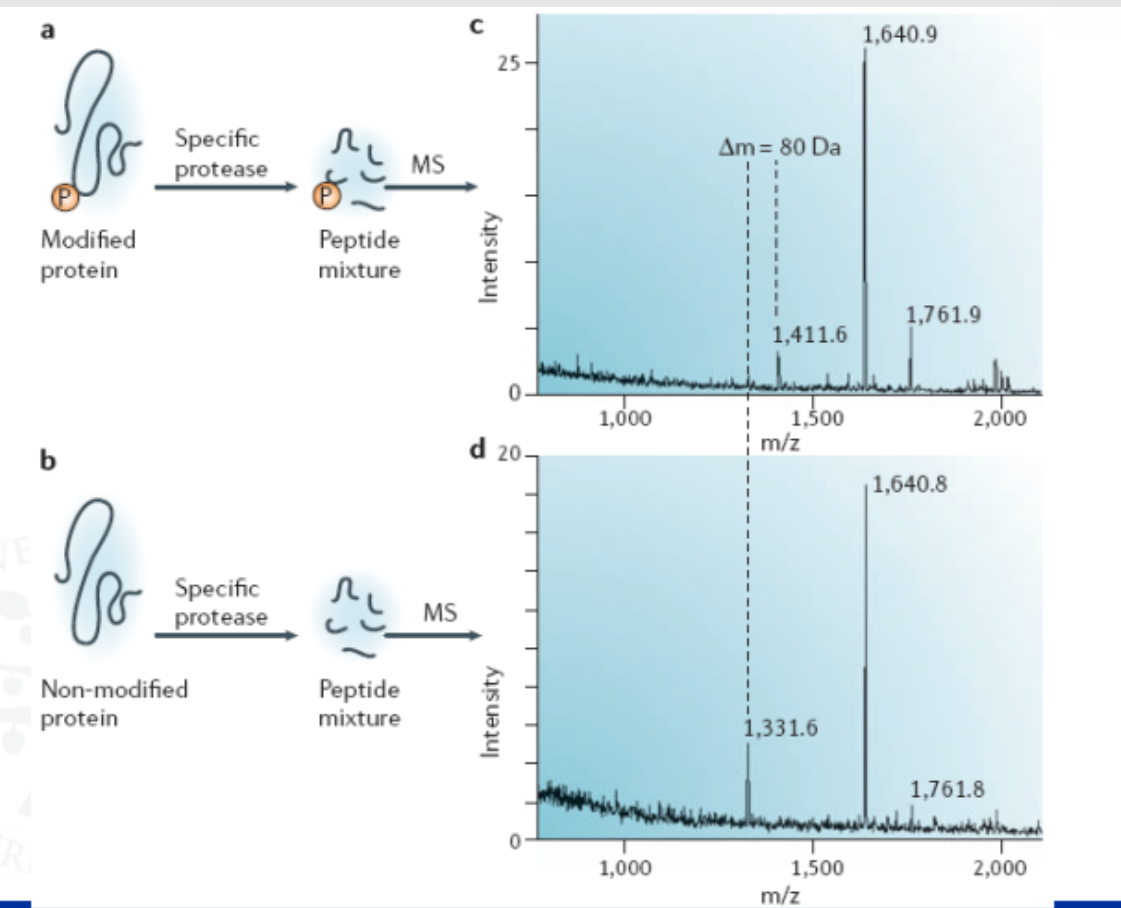 a
P
Modified
protein
Specific
protease
P
Peptide
mixture
MS
c
25
0
Intensity
1,640.9
Δm = 80 Da
1,411.6
1,761.9
1,000
1,500
2,000
m/z
b
Non-modified
protein
Specific
protease
Peptide
mixture
MS
d
20
0
Intensity
1,640.8
1,331.6
1,761.8
1,000
1,500
2,000
m/z